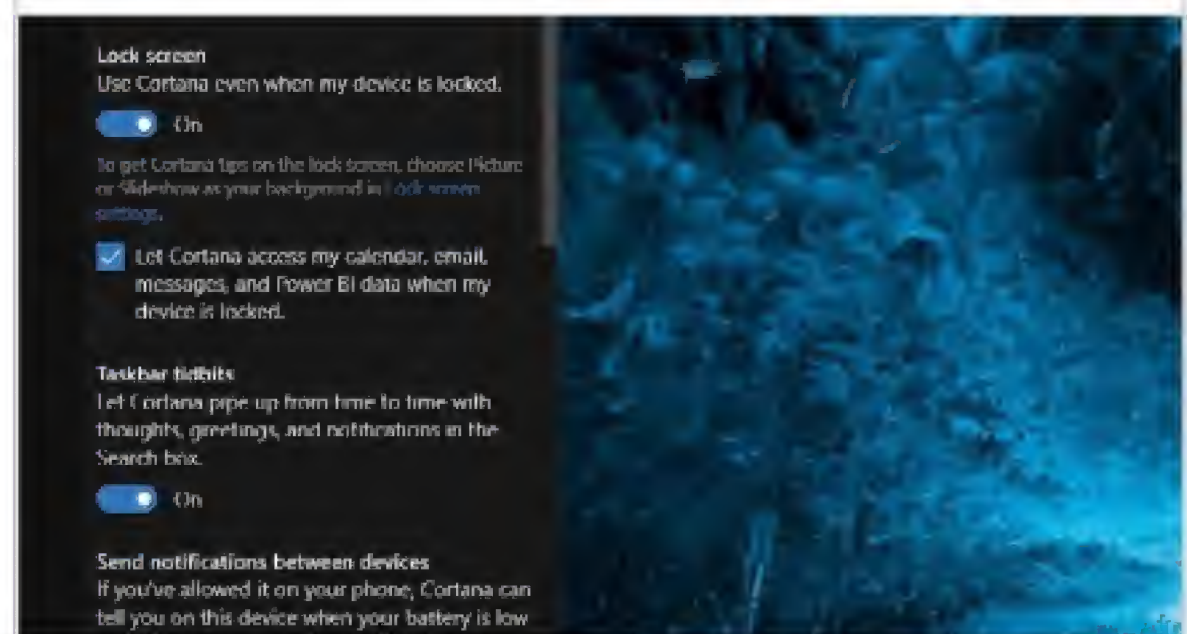 Lock screen
Use Cortana even when my device is locked.
On
To get Cortana tips on the lock screen, choose Picture
or Slideshow as your background in Lock screen
settings.
Let Cortana access my calendar, email,
messages, and Power BI data when my
device is locked.
Taskbar tidbits
Let Cortana pipe up from time to time with
thoughts, greetings, and notifications in the
Search box.
On
Send notifications between devices
If you've allowed it on your phone, Cortana can
tell you on this device when your battery is low